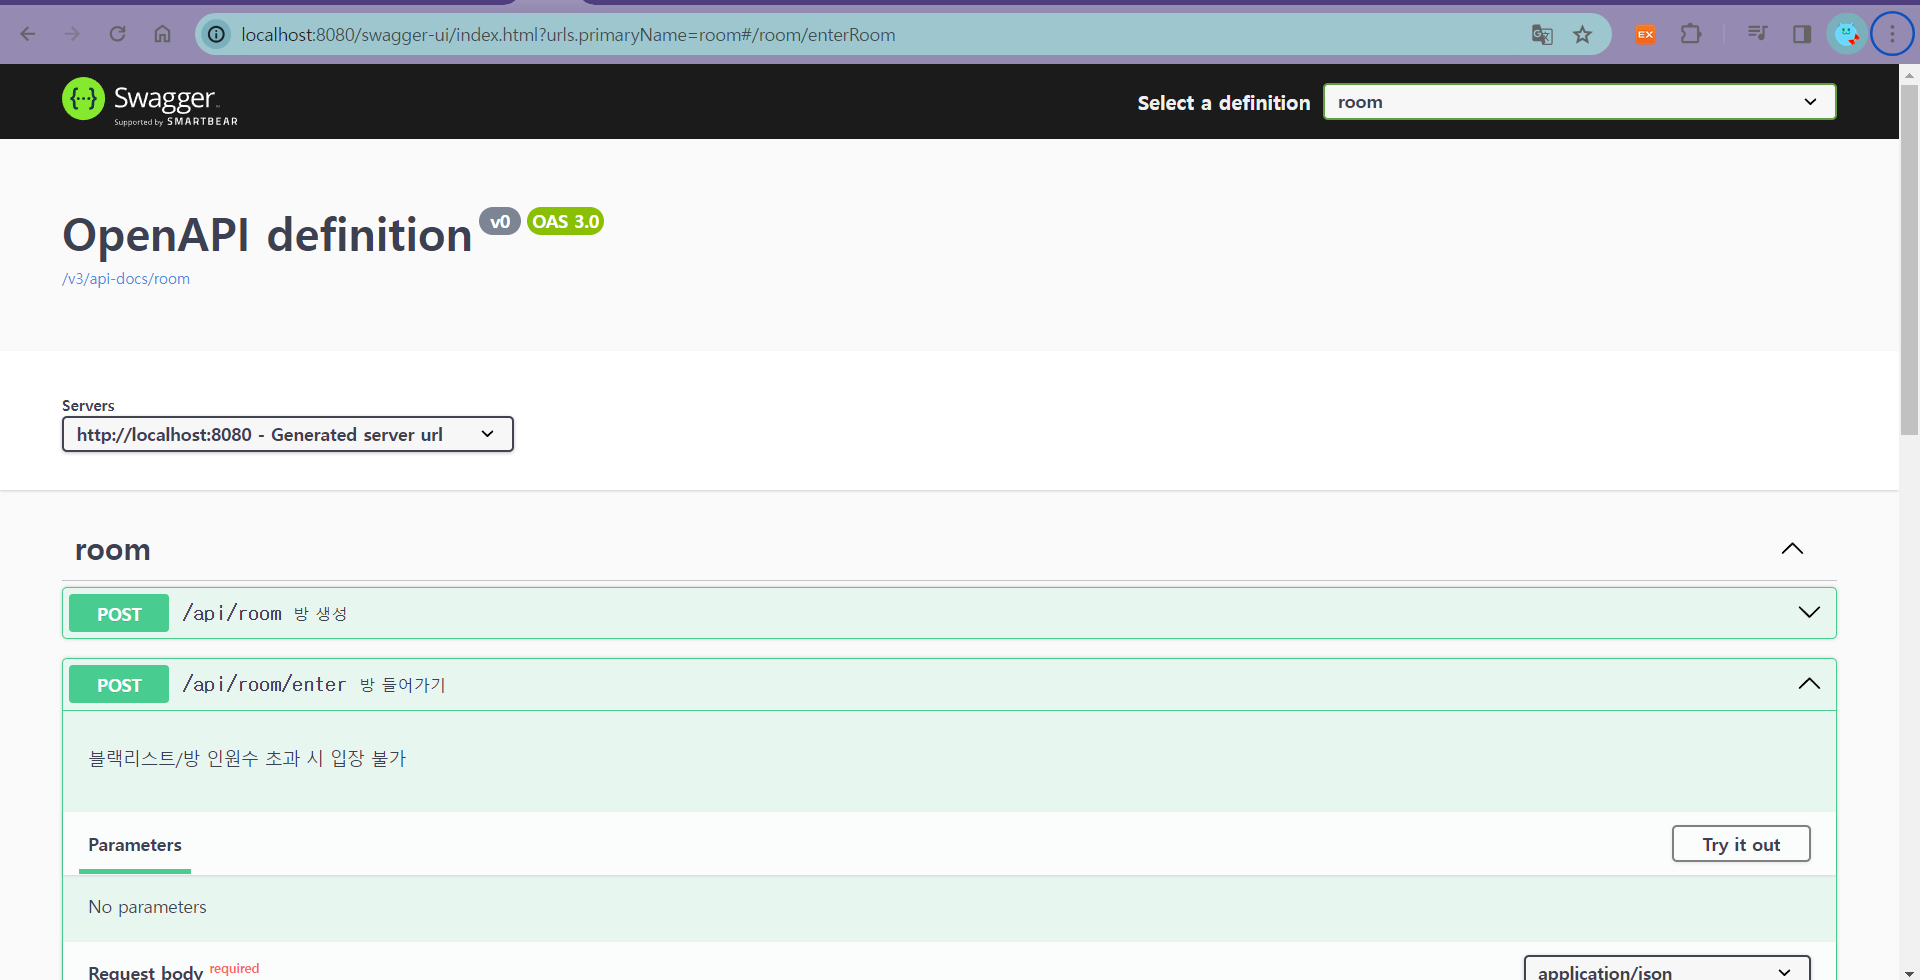 localhost:8080/swagger-ui/index.html?urls.primaryName=room#/room/enterRoom
EX
{···} Swagger
Supported by SMARTBEAR
Select a definition room
OpenAPI definition v0 OAS 3.0
/v3/api-docs/room
Servers
http://localhost:8080 - Generated server url
room
POST /api/room 방 생성
POST /api/room/enter 방 들어가기
블랙리스트/방 인원수 초과 시 입장 불가
Parameters
Try it out
No parameters
Request body required
application/json